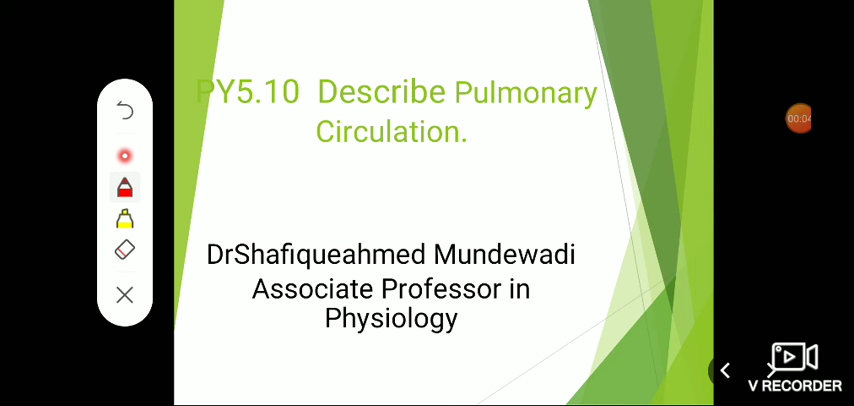 PY5.10 Describe Pulmonary
Circulation.
00:04
DrShafiqueahmed Mundewadi
Associate Professor in
Physiology
V RECORDER